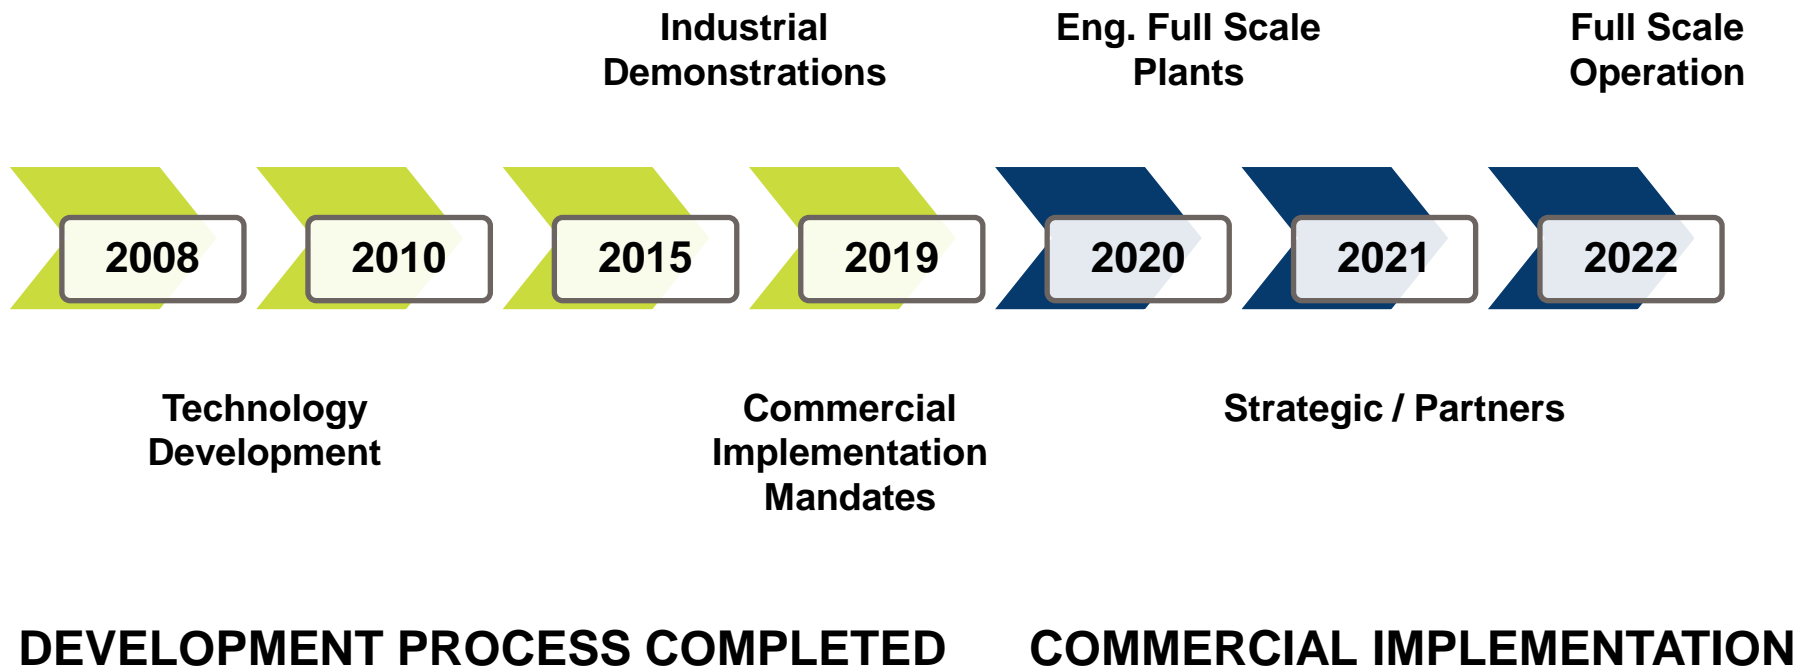 Industrial
Demonstrations
Eng. Full Scale
Plants
Full Scale
Operation
2008
2010
2015
2019
2020
2021
2022
Technology
Development
Commercial
Implementation
Mandates
Strategic / Partners
DEVELOPMENT PROCESS COMPLETED
COMMERCIAL IMPLEMENTATION